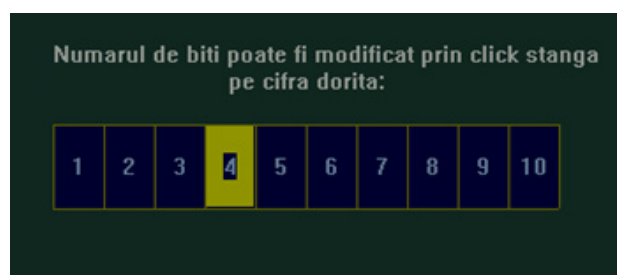 Numarul de biti poate fi modificat prin click stanga
pe cifra dorita:
1 2 3 4 5 6 7 8 9 10